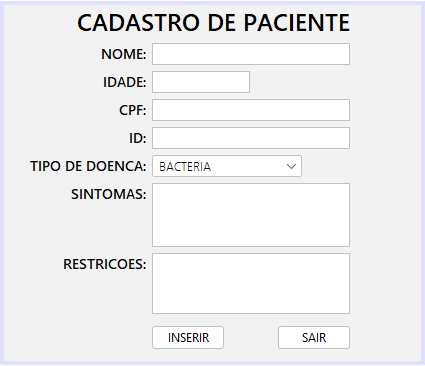 CADASTRO DE PACIENTE
NOME:
IDADE:
CPF:
ID:
TIPO DE DOENCA: BACTERIA
SINTOMAS:
RESTRICOES:
INSERIR SAIR